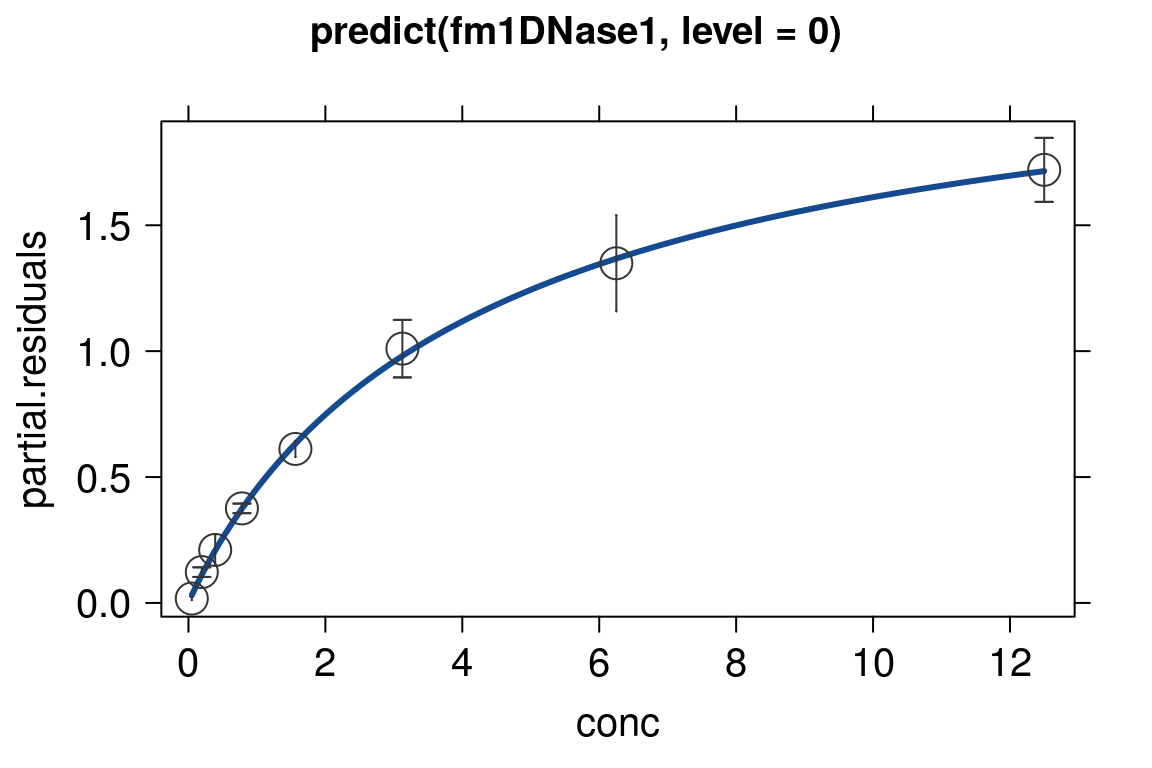 predict(fm1DNase1, level = 0)
partial.residuals
1.5
1.0
0.5
0.0
0 2 4 6 8 10 12
conc